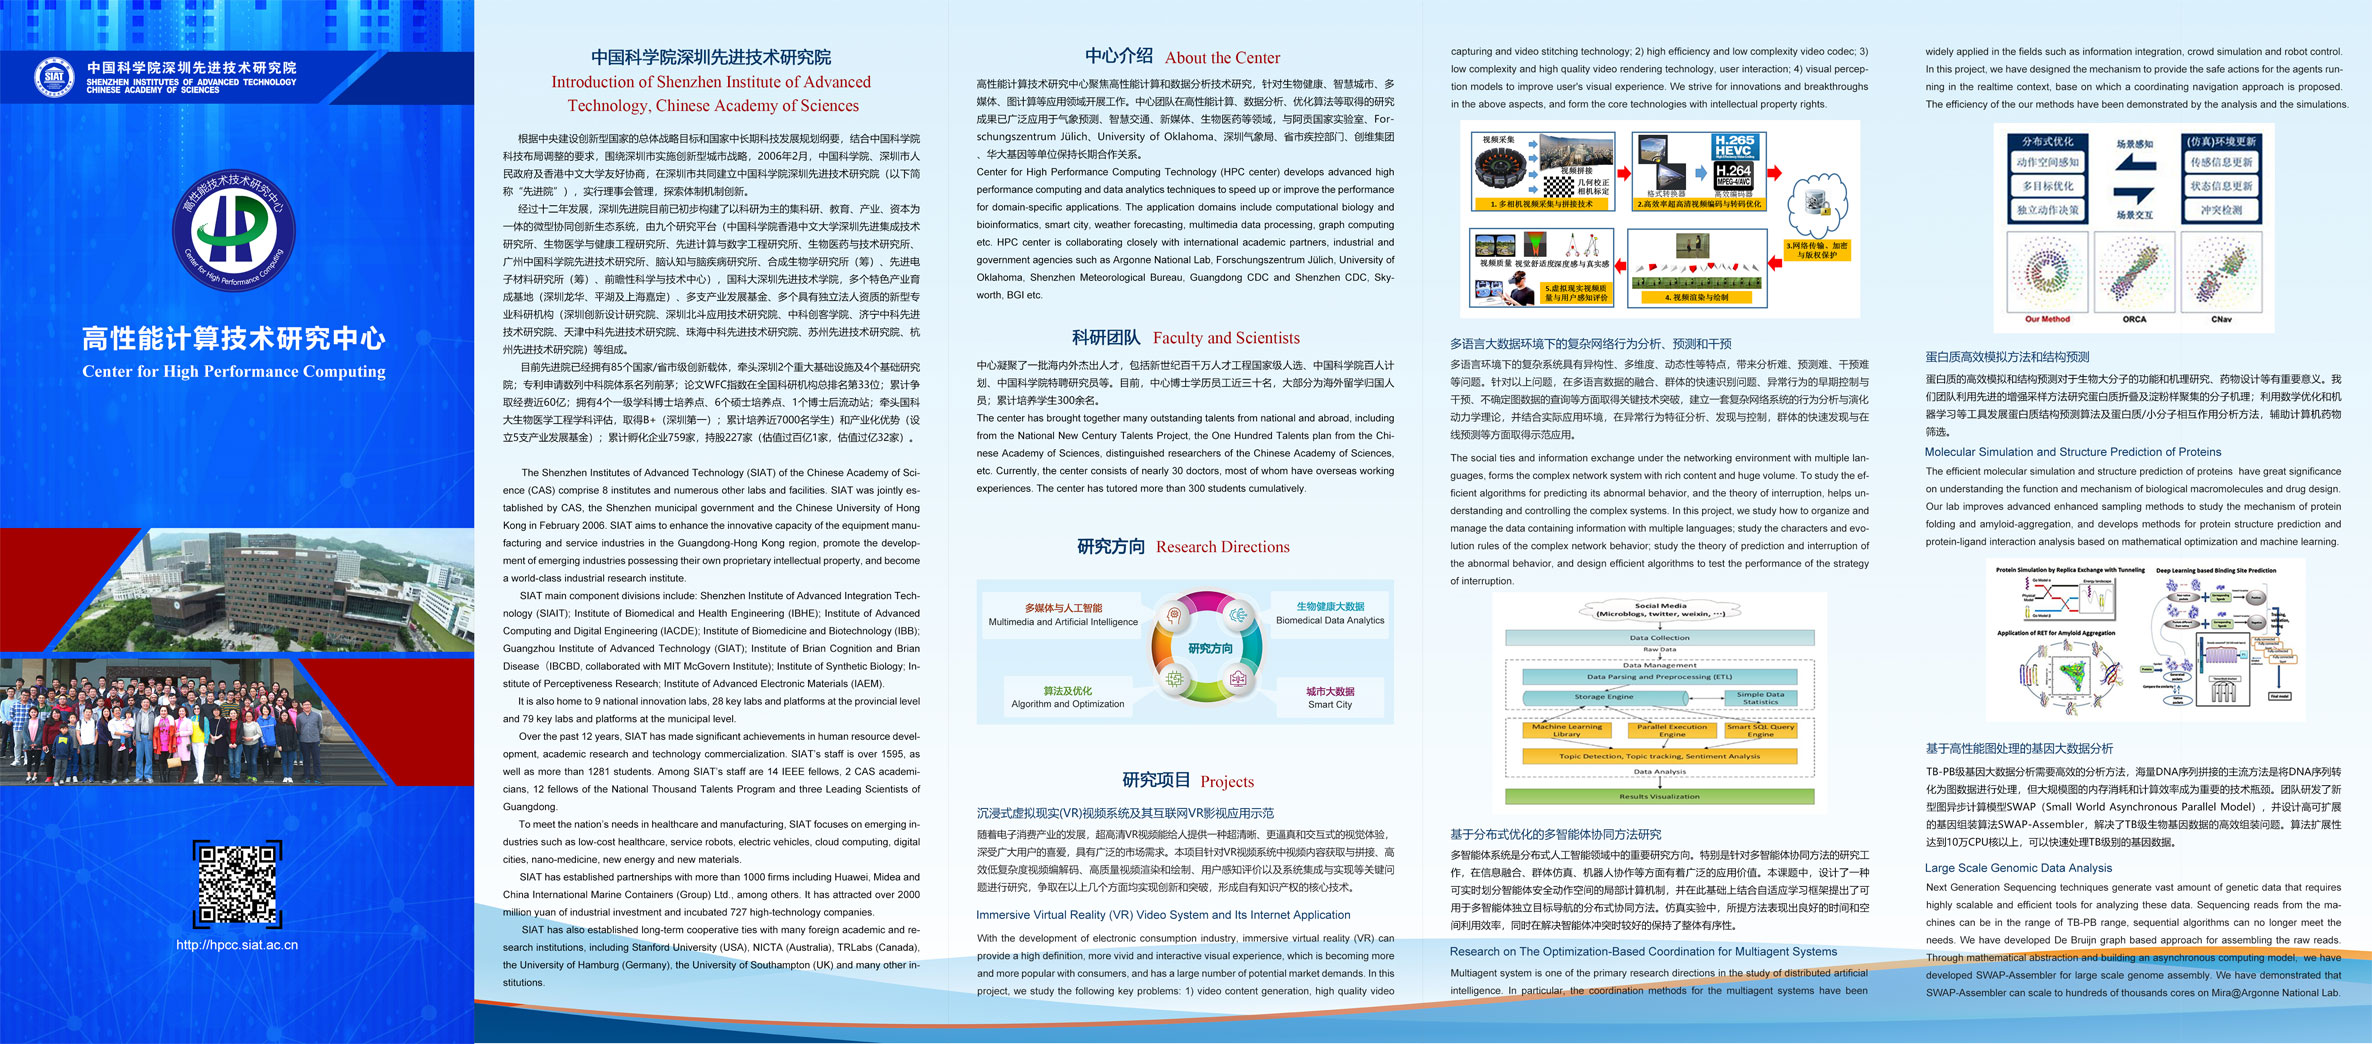 中国科学院深圳先进技术研究院
SHENZHEN INSTITUTES OF ADVANCED TECHNOLOGY
CHINESE ACADEMY OF SCIENCES
SIAT
高性能技术技术研究中心
Center for High Performance Computing
高性能计算技术研究中心
Center for High Performance Computing
http://hpcc.siat.ac.cn
中国科学院深圳先进技术研究院
Introduction of Shenzhen Institute of Advanced
Technology, Chinese Academy of Sciences
根据中央建设创新型国家的总体战略目标和国家中长期科技发展规划纲要，结合中国科学院
科技布局调整的要求，围绕深圳市实施创新型城市战略，2006年2月，中国科学院、深圳市人
民政府及香港中文大学友好协商，在深圳市共同建立中国科学院深圳先进技术研究院（以下简
称“先进院”），实行理事会管理，探索体制机制创新。
经过十二年发展，深圳先进院目前已初步构建了以科研为主的集科研、教育、产业、资本为
一体的微型协同创新生态系统，由九个研究平台（中国科学院香港中文大学深圳先进集成技术
研究所、生物医学与健康工程研究所、先进计算与数字工程研究所、生物医药与技术研究所、
广州中国科学院先进技术研究所、脑认知与脑疾病研究所、合成生物学研究所（筹）、先进电
子材料研究所（筹）、前瞻性科学与技术中心），国科大深圳先进技术学院，多个特色产业育
成基地（深圳龙华、平湖及上海嘉定）、多支产业发展基金、多个具有独立法人资质的新型专
业科研机构（深圳创新设计研究院、深圳北斗应用技术研究院、中科创客学院、济宁中科先进
技术研究院、天津中科先进技术研究院、珠海中科先进技术研究院、苏州先进技术研究院、杭
州先进技术研究院）等组成。
目前先进院已经拥有85个国家/省市级创新载体，牵头深圳2个重大基础设施及4个基础研究
院；专利申请数列中科院体系名列前茅；论文WFC指数在全国科研机构总排名第33位；累计争
取经费近60亿；拥有4个一级学科博士培养点、6个硕士培养点、1个博士后流动站；牵头国科
大生物医学工程学科评估，取得B+（深圳第一）；累计培养近7000名学生）和产业化优势（设
立5支产业发展基金）；累计孵化企业759家，持股227家（估值过百亿1家，估值过亿32家）。
The Shenzhen Institutes of Advanced Technology (SIAT) of the Chinese Academy of Sci-
ence (CAS) comprise 8 institutes and numerous other labs and facilities. SIAT was jointly es-
tablished by CAS, the Shenzhen municipal government and the Chinese University of Hong
Kong in February 2006. SIAT aims to enhance the innovative capacity of the equipment manu-
facturing and service industries in the Guangdong-Hong Kong region, promote the develop-
ment of emerging industries possessing their own proprietary intellectual property, and become
a world-class industrial research institute.
SIAT main component divisions include: Shenzhen Institute of Advanced Integration Tech-
nology (SIAIT); Institute of Biomedical and Health Engineering (IBHE); Institute of Advanced
Computing and Digital Engineering (IACDE); Institute of Biomedicine and Biotechnology (IBB);
Guangzhou Institute of Advanced Technology (GIAT); Institute of Brian Cognition and Brian
Disease (IBCBD, collaborated with MIT McGovern Institute); Institute of Synthetic Biology; In-
stitute of Perceptiveness Research; Institute of Advanced Electronic Materials (IAEM).
It is also home to 9 national innovation labs, 28 key labs and platforms at the provincial level
and 79 key labs and platforms at the municipal level.
Over the past 12 years, SIAT has made significant achievements in human resource devel-
opment, academic research and technology commercialization. SIAT's staff is over 1595, as
well as more than 1281 students. Among SIAT's staff are 14 IEEE fellows, 2 CAS academi-
cians, 12 fellows of the National Thousand Talents Program and three Leading Scientists of
Guangdong.
To meet the nation's needs in healthcare and manufacturing, SIAT focuses on emerging in-
dustries such as low-cost healthcare, service robots, electric vehicles, cloud computing, digital
cities, nano-medicine, new energy and new materials.
SIAT has established partnerships with more than 1000 firms including Huawei, Midea and
China International Marine Containers (Group) Ltd., among others. It has attracted over 2000
million yuan of industrial investment and incubated 727 high-technology companies.
SIAT has also established long-term cooperative ties with many foreign academic and re-
search institutions, including Stanford University (USA), NICTA (Australia), TRLabs (Canada),
the University of Hamburg (Germany), the University of Southampton (UK) and many other in-
stitutions.
中心介绍 About the Center
高性能计算技术研究中心聚焦高性能计算和数据分析技术研究，针对生物健康、智慧城市、多
媒体、图计算等应用领域开展工作。中心团队在高性能计算、数据分析、优化算法等取得的研究
成果已广泛应用于气象预测、智慧交通、新媒体、生物医药等领域，与阿贡国家实验室、For-
schungszentrum Jülich、University of Oklahoma、深圳气象局、省市疾控部门、创维集团
、华大基因等单位保持长期合作关系。
Center for High Performance Computing Technology (HPC center) develops advanced high
performance computing and data analytics techniques to speed up or improve the performance
for domain-specific applications. The application domains include computational biology and
bioinformatics, smart city, weather forecasting, multimedia data processing, graph computing
etc. HPC center is collaborating closely with international academic partners, industrial and
government agencies such as Argonne National Lab, Forschungszentrum Jülich, University of
Oklahoma, Shenzhen Meteorological Bureau, Guangdong CDC and Shenzhen CDC, Sky-
worth, BGI etc.
科研团队 Faculty and Scientists
中心凝聚了一批海内外杰出人才，包括新世纪百千万人才工程国家级人选、中国科学院百人计
划、中国科学院特聘研究员等。目前，中心博士学历员工近三十名，大部分为海外留学归国人
员；累计培养学生300余名。
The center has brought together many outstanding talents from national and abroad, including
from the National New Century Talents Project, the One Hundred Talents plan from the Chi-
nese Academy of Sciences, distinguished researchers of the Chinese Academy of Sciences,
etc. Currently, the center consists of nearly 30 doctors, most of whom have overseas working
experiences. The center has tutored more than 300 students cumulatively.
研究方向 Research Directions
多媒体与人工智能
Multimedia and Artificial Intelligence
生物健康大数据
Biomedical Data Analytics
研究方向
算法及优化
Algorithm and Optimization
城市大数据
Smart City
研究项目 Projects
沉浸式虚拟现实(VR)视频系统及其互联网VR影视应用示范
随着电子消费产业的发展，超高清VR视频能给人提供一种超清晰、更逼真和交互式的视觉体验，
深受广大用户的喜爱，具有广泛的市场需求。本项目针对VR视频系统中视频内容获取与拼接、高
效低复杂度视频编解码、高质量视频渲染和绘制、用户感知评价以及系统集成与实现等关键问
题进行研究，争取在以上几个方面均实现创新和突破，形成自有知识产权的核心技术。
Immersive Virtual Reality (VR) Video System and Its Internet Application
With the development of electronic consumption industry, immersive virtual reality (VR) can
provide a high definition, more vivid and interactive visual experience, which is becoming more
and more popular with consumers, and has a large number of potential market demands. In this
project, we study the following key problems: 1) video content generation, high quality video
capturing and video stitching technology; 2) high efficiency and low complexity video codec; 3)
low complexity and high quality video rendering technology, user interaction; 4) visual percep-
tion models to improve user's visual experience. We strive for innovations and breakthroughs
in the above aspects, and form the core technologies with intellectual property rights.
视频采集
视频拼接
几何校正
相机标定
1. 多相机视频采集与拼接技术
H.265
HEVC
H.264
MPEG-4/AVC
格式转换器
高效编码器
2.高效率超高清视频编码与转码优化
3.网络传输、加密
与版权保护
视频质量 视觉舒适度 深度感与真实感
5.虚拟现实视频质
量与用户感知评价
4. 视频渲染与绘制
多语言大数据环境下的复杂网络行为分析、预测和干预
多语言环境下的复杂系统具有异构性、多维度、动态性等特点，带来分析难、预测难、干预难
等问题。针对以上问题，在多语言数据的融合、群体的快速识别问题、异常行为的早期控制与
干预、不确定图数据的查询等方面取得关键技术突破，建立一套复杂网络系统的行为分析与演化
动力学理论，并结合实际应用环境，在异常行为特征分析、发现与控制，群体的快速发现与在
线预测等方面取得示范应用。
The social ties and information exchange under the networking environment with multiple lan-
guages, forms the complex network system with rich content and huge volume. To study the ef-
ficient algorithms for predicting its abnormal behavior, and the theory of interruption, helps un-
derstanding and controlling the complex systems. In this project, we study how to organize and
manage the data containing information with multiple languages; study the characters and evo-
lution rules of the complex network behavior; study the theory of prediction and interruption of
the abnormal behavior, and design efficient algorithms to test the performance of the strategy
of interruption.
Social Media
(Microblogs, twitter, weixin, ···)
Data Collection
Raw Data
Data Management
Data Parsing and Preprocessing (ETL)
Storage Engine
Simple Data
Statistics
Machine Learning
Library
Parallel Execution
Engine
Smart SQL Query
Engine
Topic Detection, Topic tracking, Sentiment Analysis
Data Analysis
Results Visualization
基于分布式优化的多智能体协同方法研究
多智能体系统是分布式人工智能领域中的重要研究方向。特别是针对多智能体协同方法的研究工
作，在信息融合、群体仿真、机器人协作等方面有着广泛的应用价值。本课题中，设计了一种
可实时划分智能体安全动作空间的局部计算机制，并在此基础上结合自适应学习框架提出了可
用于多智能体独立目标导航的分布式协同方法。仿真实验中，所提方法表现出良好的时间和空
间利用效率，同时在解决智能体冲突时较好的保持了整体有序性。
Research on The Optimization-Based Coordination for Multiagent Systems
Multiagent system is one of the primary research directions in the study of distributed artificial
intelligence. In particular, the coordination methods for the multiagent systems have been
widely applied in the fields such as information integration, crowd simulation and robot control.
In this project, we have designed the mechanism to provide the safe actions for the agents run-
ning in the realtime context, base on which a coordinating navigation approach is proposed.
The efficiency of the our methods have been demonstrated by the analysis and the simulations.
分布式优化
动作空间感知
多目标优化
独立动作决策
场景感知
场景交互
(仿真)环境更新
传感信息更新
状态信息更新
冲突检测
Our Method
ORCA
CNav
蛋白质高效模拟方法和结构预测
蛋白质的高效模拟和结构预测对于生物大分子的功能和机理研究、药物设计等有重要意义。我
们团队利用先进的增强采样方法研究蛋白质折叠及淀粉样聚集的分子机理；利用数学优化和机
器学习等工具发展蛋白质结构预测算法及蛋白质/小分子相互作用分析方法，辅助计算机药物
筛选。
Molecular Simulation and Structure Prediction of Proteins
The efficient molecular simulation and structure prediction of proteins have great significance
on understanding the function and mechanism of biological macromolecules and drug design.
Our lab improves advanced enhanced sampling methods to study the mechanism of protein
folding and amyloid-aggregation, and develops methods for protein structure prediction and
protein-ligand interaction analysis based on mathematical optimization and machine learning.
Protein Simulation by Replica Exchange with Tunneling
Deep Learning based Binding Site Prediction
Energy landscape
Physical
Model
Application of RET for Amyloid Aggregation
Final model
基于高性能图处理的基因大数据分析
TB-PB级基因大数据分析需要高效的分析方法，海量DNA序列拼接的主流方法是将DNA序列转
化为图数据进行处理，但大规模图的内存消耗和计算效率成为重要的技术瓶颈。团队研发了新
型图异步计算模型SWAP（Small World Asynchronous Parallel Model），并设计高可扩展
的基因组装算法SWAP-Assembler，解决了TB级生物基因数据的高效组装问题。算法扩展性
达到10万CPU核以上，可以快速处理TB级别的基因数据。
Large Scale Genomic Data Analysis
Next Generation Sequencing techniques generate vast amount of genetic data that requires
highly scalable and efficient tools for analyzing these data. Sequencing reads from the ma-
chines can be in the range of TB-PB range, sequential algorithms can no longer meet the
needs. We have developed De Bruijn graph based approach for assembling the raw reads.
Through mathematical abstraction and building an asynchronous computing model, we have
developed SWAP-Assembler for large scale genome assembly. We have demonstrated that
SWAP-Assembler can scale to hundreds of thousands cores on Mira@Argonne National Lab.